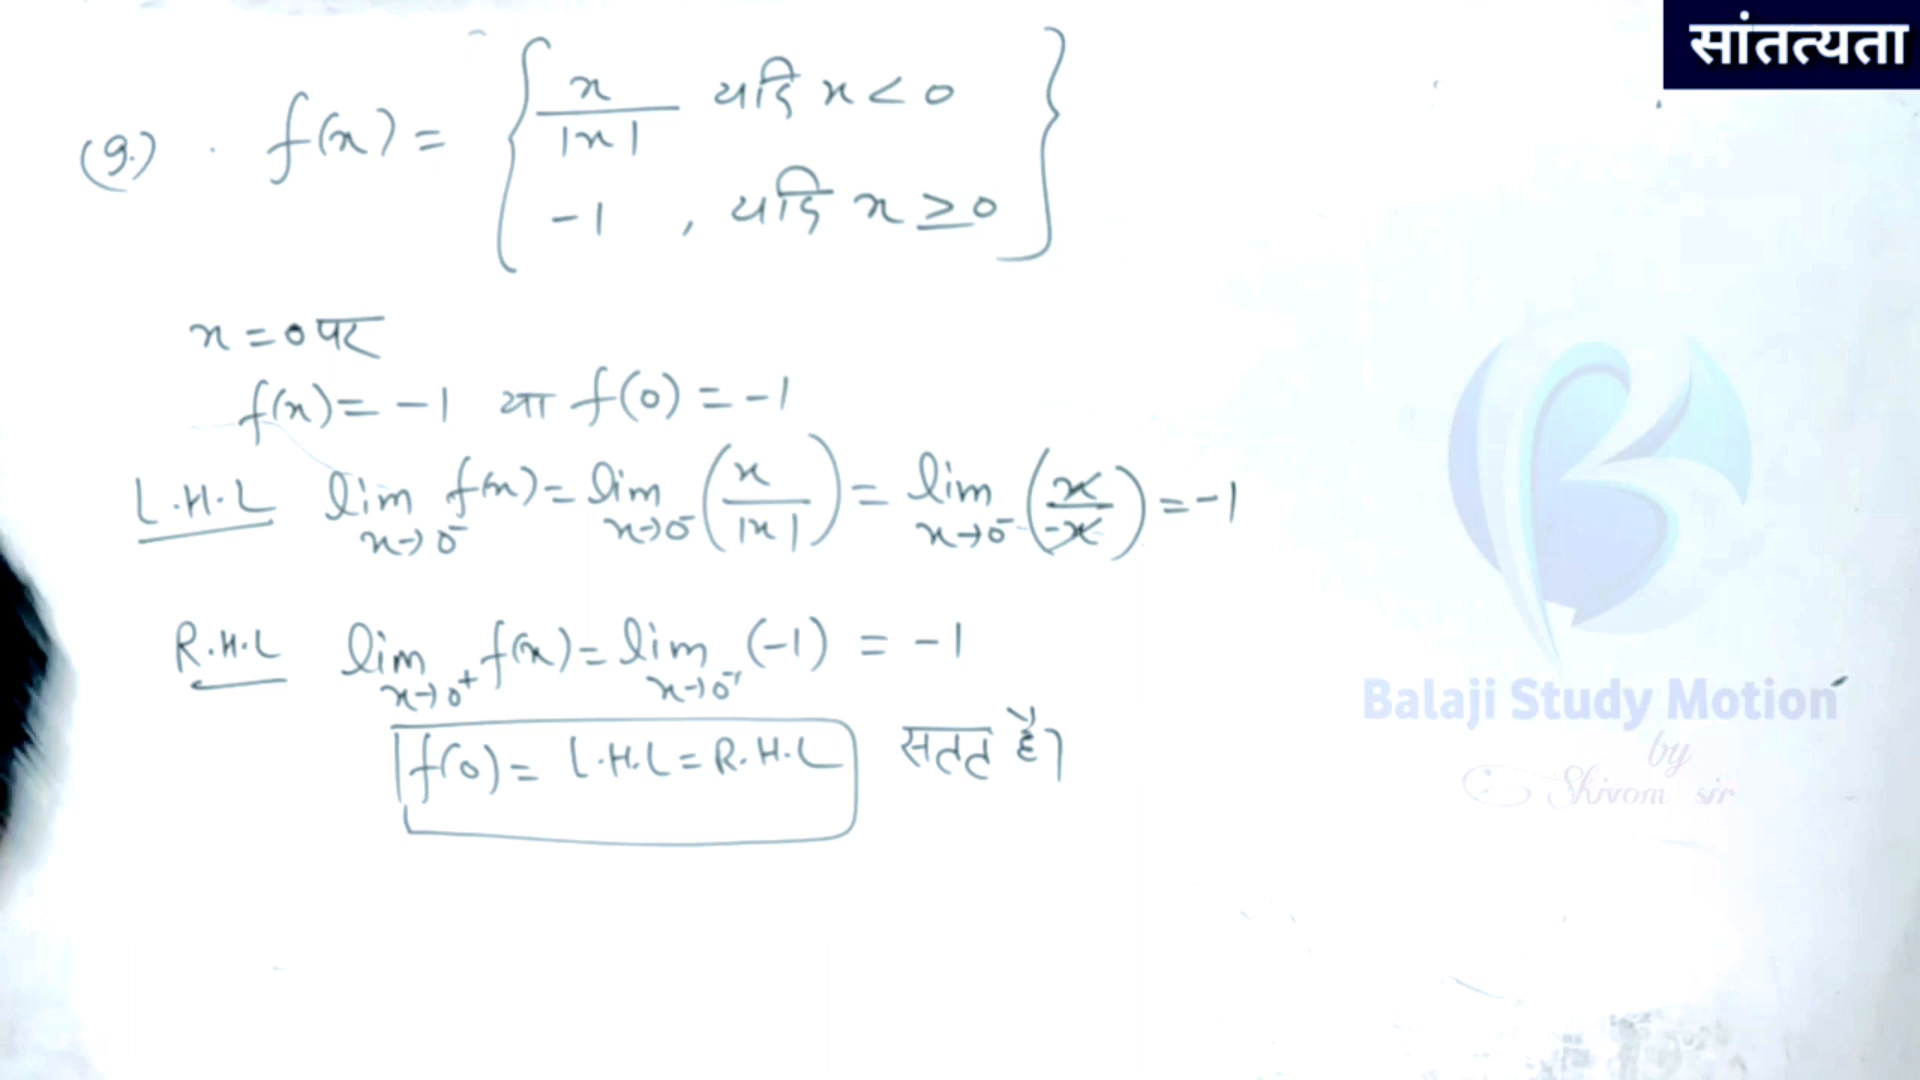 सांतत्यता
(9.) . f(x) = { x/|x| यदि x < 0
-1 , यदि x ≥ 0 }
x = 0 पर
f(x) = -1 या f(0) = -1
L.H.L lim x→0⁻ f(x) = lim x→0⁻ (x/|x|) = lim x→0⁻ (x/-x) = -1
R.H.L lim x→0⁺ f(x) = lim x→0⁺ (-1) = -1
f(0) = L.H.L = R.H.L सतत है।
Balaji Study Motion
by
Shivom sir